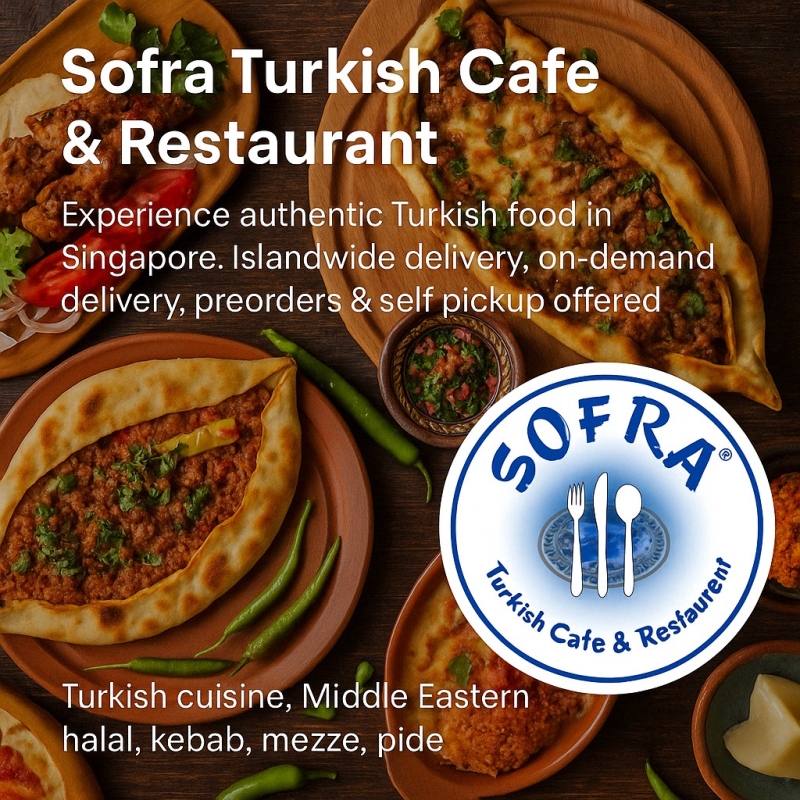 Sofra Turkish Cafe
& Restaurant
Experience authentic Turkish food in
Singapore. Islandwide delivery, on-demand
delivery, preorders & self pickup offered
SOFRA®
Turkish Cafe & Restaurent
Turkish cuisine, Middle Eastern
halal, kebab, mezze, pide